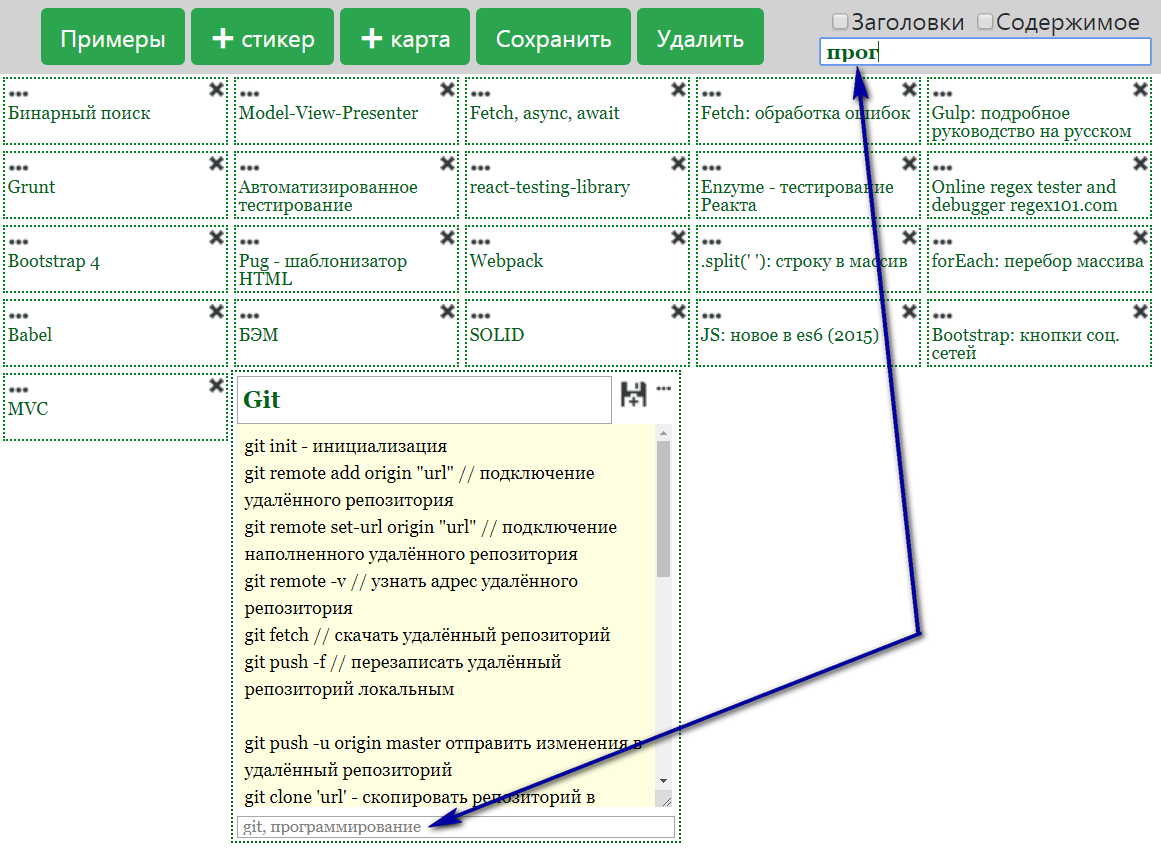 Примеры
+ стикер
+ карта
Сохранить
Удалить
Заголовки
Содержимое
прог
Бинарный поиск
Model-View-Presenter
Fetch, async, await
Fetch: обработка ошибок
Gulp: подробное
руководство на русском
Grunt
Автоматизированное
тестирование
react-testing-library
Enzyme - тестирование
Реакта
Online regex tester and
debugger regex101.com
Bootstrap 4
Pug - шаблонизатор
HTML
Webpack
.split(' '): строку в массив
forEach: перебор массива
Babel
БЭМ
SOLID
JS: новое в es6 (2015)
Bootstrap: кнопки соц.
сетей
MVC
Git
git init - инициализация
git remote add origin "url" // подключение
удалённого репозитория
git remote set-url origin "url" // подключение
наполненного удалённого репозитория
git remote -v // узнать адрес удалённого
репозитория
git fetch // скачать удалённый репозиторий
git push -f // перезаписать удалённый
репозиторий локальным
git push -u origin master отправить изменения в
удалённый репозиторий
git clone 'url' - скопировать репозиторий в
git, программирование